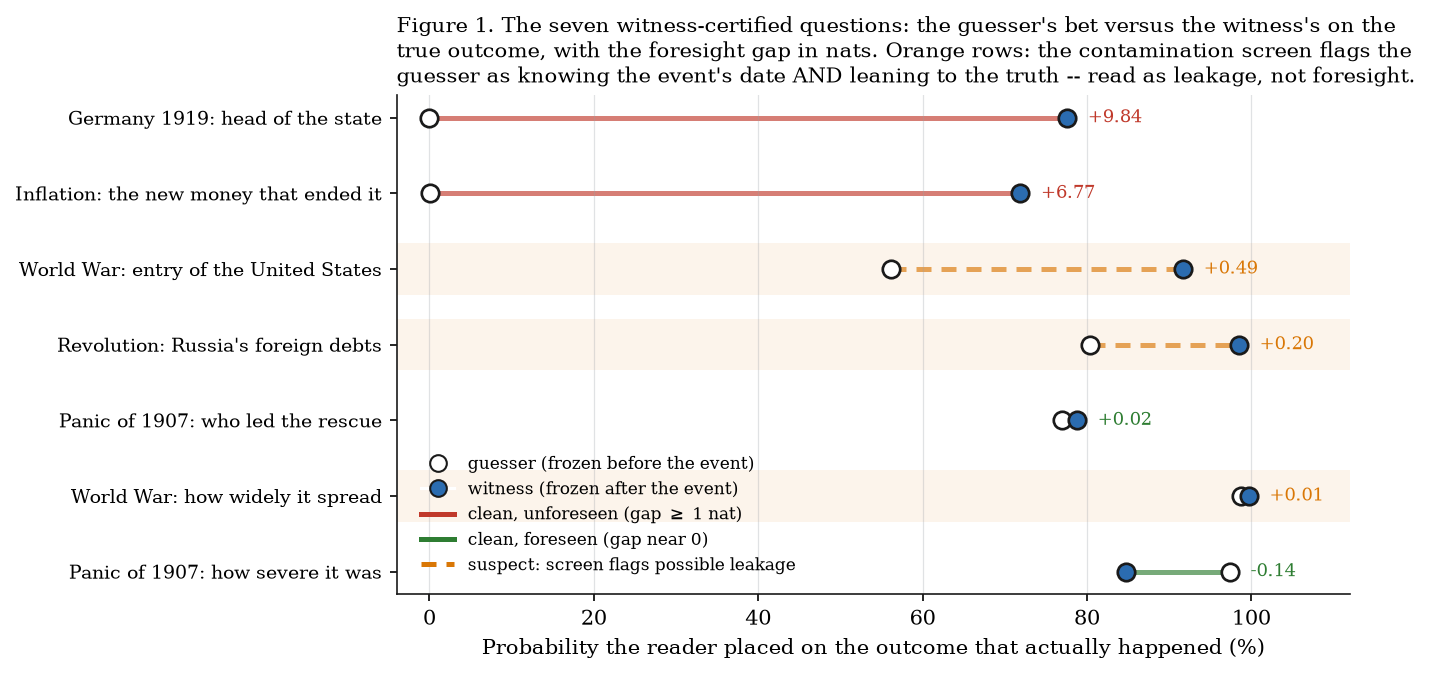 Figure 1. The seven witness-certified questions: the guesser's bet versus the witness's on the
true outcome, with the foresight gap in nats. Orange rows: the contamination screen flags the
guesser as knowing the event's date AND leaning to the truth -- read as leakage, not foresight.
Germany 1919: head of the state
+9.84
Inflation: the new money that ended it
+6.77
World War: entry of the United States
+0.49
Revolution: Russia's foreign debts
+0.20
Panic of 1907: who led the rescue
+0.02
guesser (frozen before the event)
witness (frozen after the event)
clean, unforeseen (gap ≥ 1 nat)
clean, foreseen (gap near 0)
suspect: screen flags possible leakage
World War: how widely it spread
+0.01
Panic of 1907: how severe it was
-0.14
0 20 40 60 80 100
Probability the reader placed on the outcome that actually happened (%)